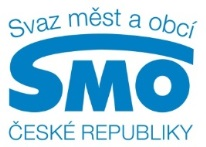 Svaz měst a obcí
SMO
ČESKÉ REPUBLIKY